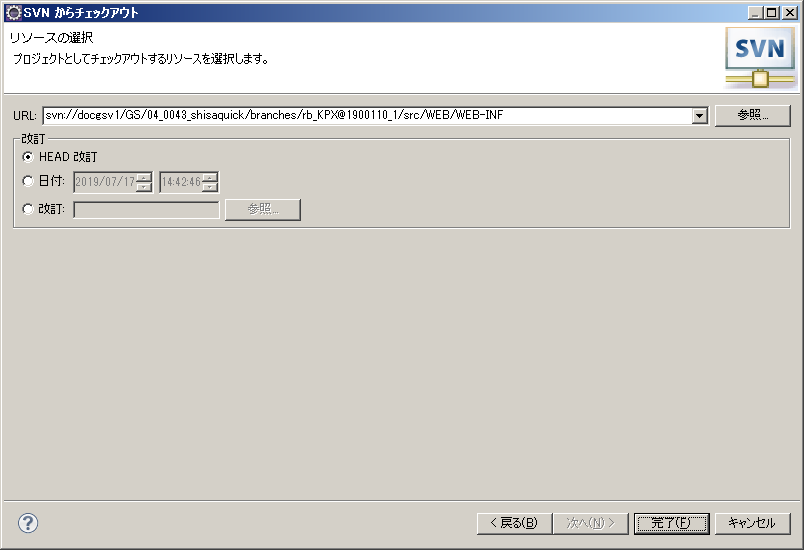 SVN からチェックアウト
リソースの選択
プロジェクトとしてチェックアウトするリソースを選択します。
SVN
URL: svn://docgsv1/GS/04_0043_shisaquick/branches/rb_KPX@1900110_1/src/WEB/WEB-INF 参照...
改訂
HEAD 改訂
日付: 2019/07/17 14:42:46
改訂: 参照...
? < 戻る(B) 次へ(N) > 完了(F) キャンセル